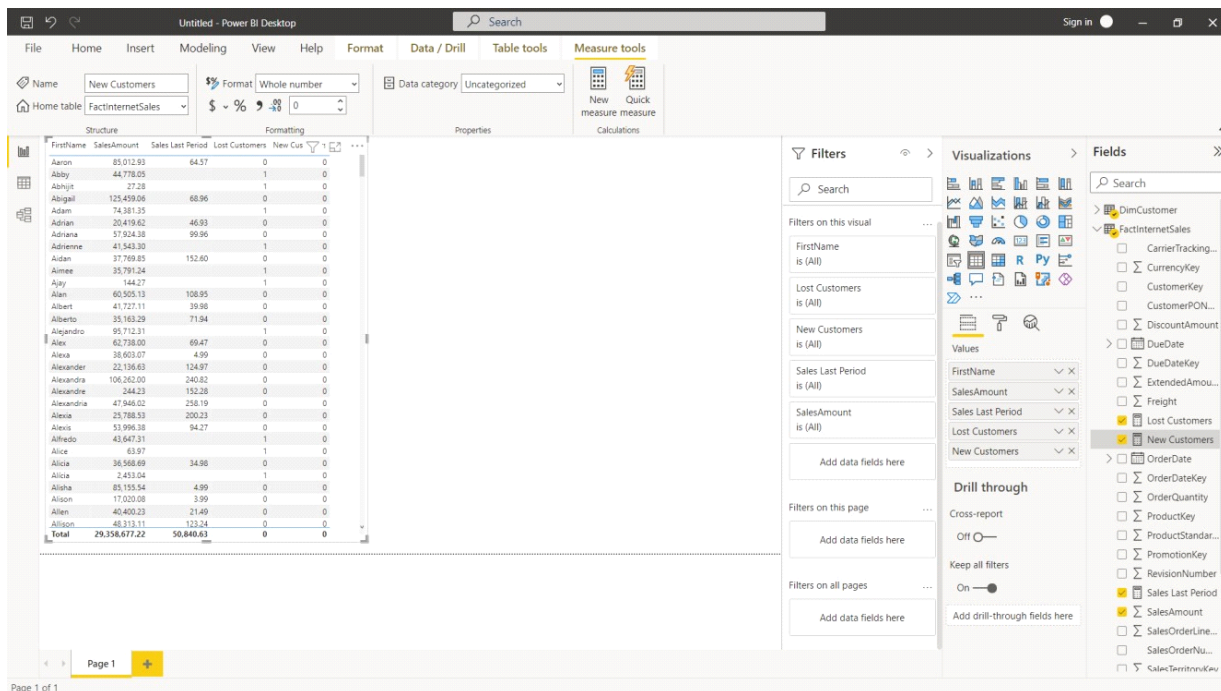 Untitled - Power BI Desktop
Search
Sign in
File Home Insert Modeling View Help Format Data / Drill Table tools Measure tools
Name New Customers
Home table FactInternetSales
Structure
Format Whole number
$ % 0
Formatting
Data category Uncategorized
Properties
New measure
Quick measure
Calculations
FirstName SalesAmount Sales Last Period Lost Customers New Cus
Aaron 85,012.93 64.57 0 0
Abby 44,778.05 1 0
Abhijit 27.28 1 0
Abigail 125,459.06 68.96 0 0
Adam 74,381.35 1 0
Adrian 20,419.62 46.93 0 0
Adriana 57,924.38 99.96 0 0
Adrienne 41,543.30 1 0
Aidan 37,769.85 152.60 0 0
Aimee 35,791.24 1 0
Ajay 144.27 1 0
Alan 60,505.13 108.95 0 0
Albert 41,727.11 39.98 0 0
Alberto 35,163.29 71.94 0 0
Alejandro 95,712.31 1 0
Alex 62,738.00 69.47 0 0
Alexa 38,603.07 4.99 0 0
Alexander 22,136.63 124.97 0 0
Alexandra 106,262.00 240.82 0 0
Alexandre 244.23 152.28 0 0
Alexandria 47,946.02 258.19 0 0
Alexia 25,788.53 200.23 0 0
Alexis 53,996.38 94.27 0 0
Alfredo 43,647.31 1 0
Alice 63.97 1 0
Alicia 36,568.69 34.98 0 0
Alicia 2,453.04 1 0
Alisha 85,155.54 4.99 0 0
Alison 17,020.08 3.99 0 0
Allen 40,400.23 21.49 0 0
Allison 48,313.11 123.24 0 0
Total 29,358,677.22 50,840.63 0 0
Filters
Search
Filters on this visual ...
FirstName
is (All)
Lost Customers
is (All)
New Customers
is (All)
Sales Last Period
is (All)
SalesAmount
is (All)
Add data fields here
Filters on this page ...
Add data fields here
Filters on all pages ...
Add data fields here
Visualizations
R Py
...
Values
FirstName
SalesAmount
Sales Last Period
Lost Customers
New Customers
Drill through
Cross-report
Off
Keep all filters
On
Add drill-through fields here
Fields
Search
DimCustomer
FactInternetSales
CarrierTracking...
CurrencyKey
CustomerKey
CustomerPON...
DiscountAmount
DueDate
DueDateKey
ExtendedAmou...
Freight
Lost Customers
New Customers
OrderDate
OrderDateKey
OrderQuantity
ProductKey
ProductStandar...
PromotionKey
RevisionNumber
Sales Last Period
SalesAmount
SalesOrderLine...
SalesOrderNu...
SalesTerritoryKey
Page 1
Page 1 of 1